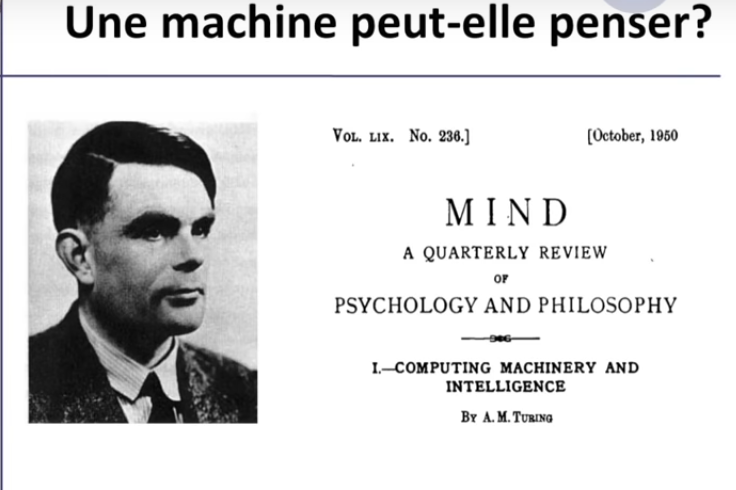 Une machine peut-elle penser?
VOL. LIX. No. 236.] [October, 1950
MIND
A QUARTERLY REVIEW
OF
PSYCHOLOGY AND PHILOSOPHY
I.—COMPUTING MACHINERY AND
INTELLIGENCE
BY A. M. TURING